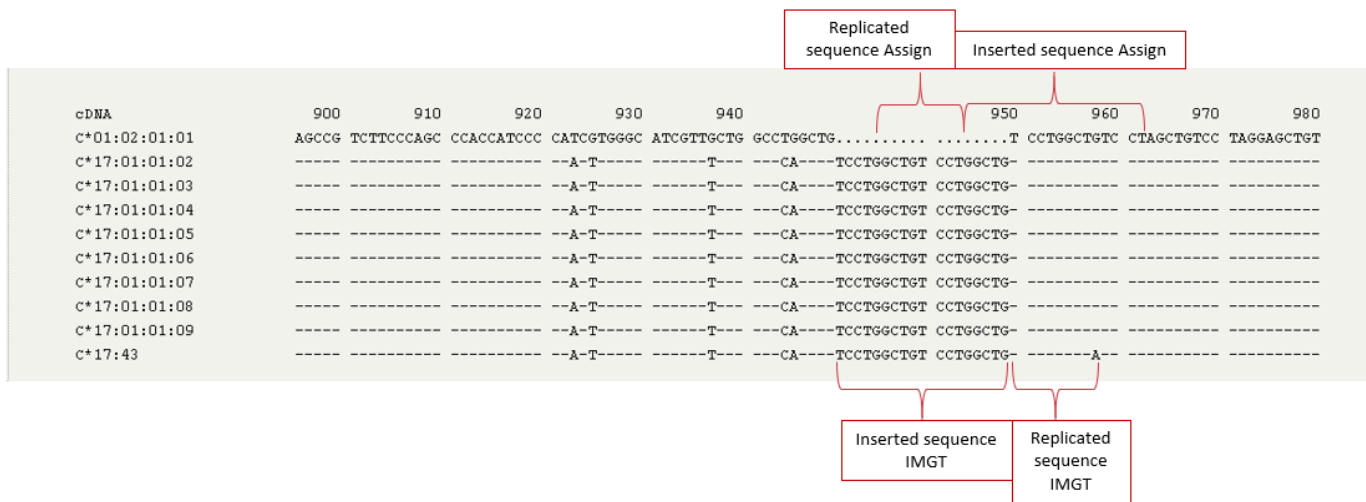 Replicated
sequence Assign
Inserted sequence Assign
cDNA 900 910 920 930 940 950 960 970 980
C*01:02:01:01 AGCCG TCTTCCCAGC CCACCATCCC CATCGTGGGC ATCGTTGCTG GCCTGGCTG.......... ........T CCTGGCTGTC CTAGCTGTCC TAGGAGCTGT
C*17:01:01:02 ----- ---------- ---------- --A-T----- ------T--- ---CA----TCCTGGCTGT CCTGGCTG- ---------- ---------- ----------
C*17:01:01:03 ----- ---------- ---------- --A-T----- ------T--- ---CA----TCCTGGCTGT CCTGGCTG- ---------- ---------- ----------
C*17:01:01:04 ----- ---------- ---------- --A-T----- ------T--- ---CA----TCCTGGCTGT CCTGGCTG- ---------- ---------- ----------
C*17:01:01:05 ----- ---------- ---------- --A-T----- ------T--- ---CA----TCCTGGCTGT CCTGGCTG- ---------- ---------- ----------
C*17:01:01:06 ----- ---------- ---------- --A-T----- ------T--- ---CA----TCCTGGCTGT CCTGGCTG- ---------- ---------- ----------
C*17:01:01:07 ----- ---------- ---------- --A-T----- ------T--- ---CA----TCCTGGCTGT CCTGGCTG- ---------- ---------- ----------
C*17:01:01:08 ----- ---------- ---------- --A-T----- ------T--- ---CA----TCCTGGCTGT CCTGGCTG- ---------- ---------- ----------
C*17:01:01:09 ----- ---------- ---------- --A-T----- ------T--- ---CA----TCCTGGCTGT CCTGGCTG- ---------- ---------- ----------
C*17:43 ----- ---------- ---------- --A-T----- ------T--- ---CA----TCCTGGCTGT CCTGGCTG- -------A-- ---------- ----------
Inserted sequence
IMGT
Replicated
sequence
IMGT